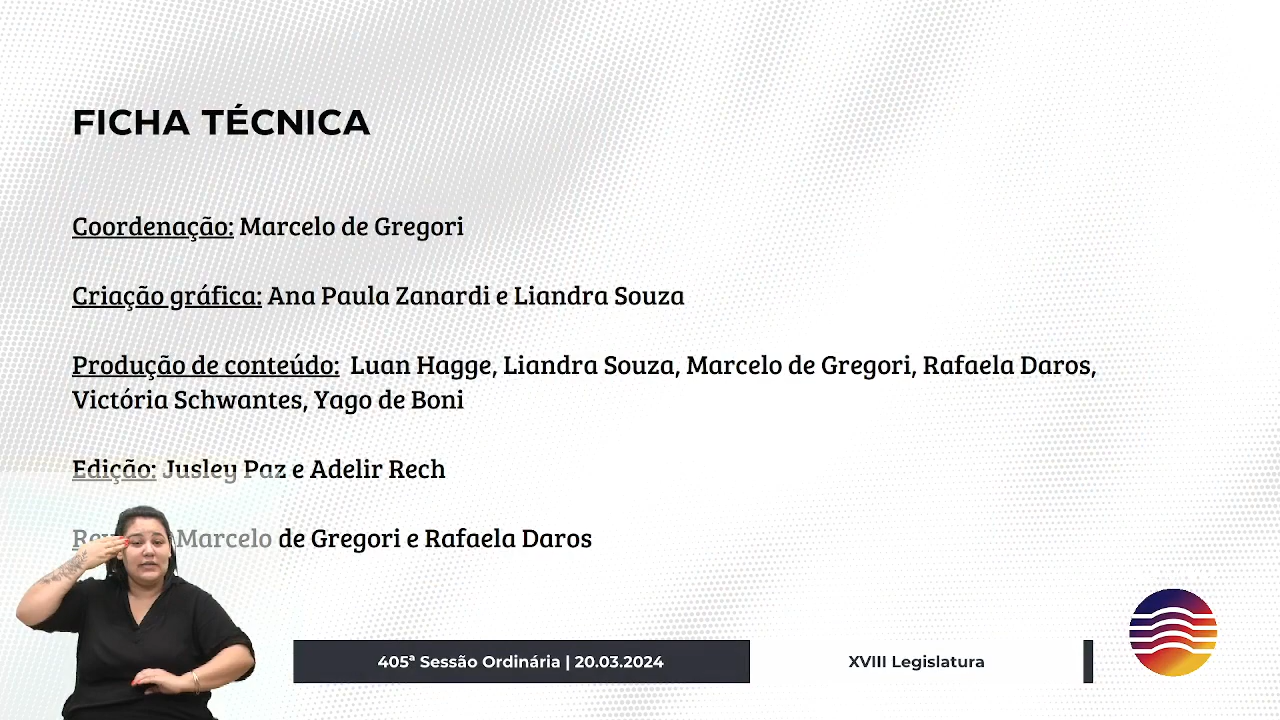 FICHA TÉCNICA
Coordenação: Marcelo de Gregori
Criação gráfica: Ana Paula Zanardi e Liandra Souza
Produção de conteúdo: Luan Hagge, Liandra Souza, Marcelo de Gregori, Rafaela Daros,
Victória Schwantes, Yago de Boni
Edição: Jusley Paz e Adelir Rech
Marcelo de Gregori e Rafaela Daros
405ª Sessão Ordinária | 20.03.2024
XVIII Legislatura